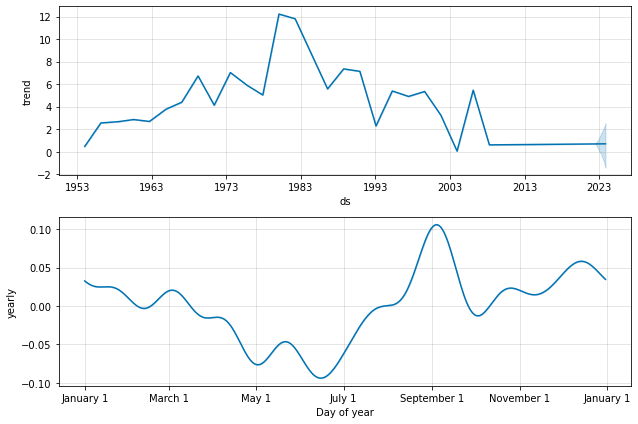 12
10
8
6
4
2
0
−2
trend
1953 1963 1973 1983 1993 2003 2013 2023
ds
0.10
0.05
0.00
−0.05
−0.10
yearly
January 1 March 1 May 1 July 1 September 1 November 1 January 1
Day of year